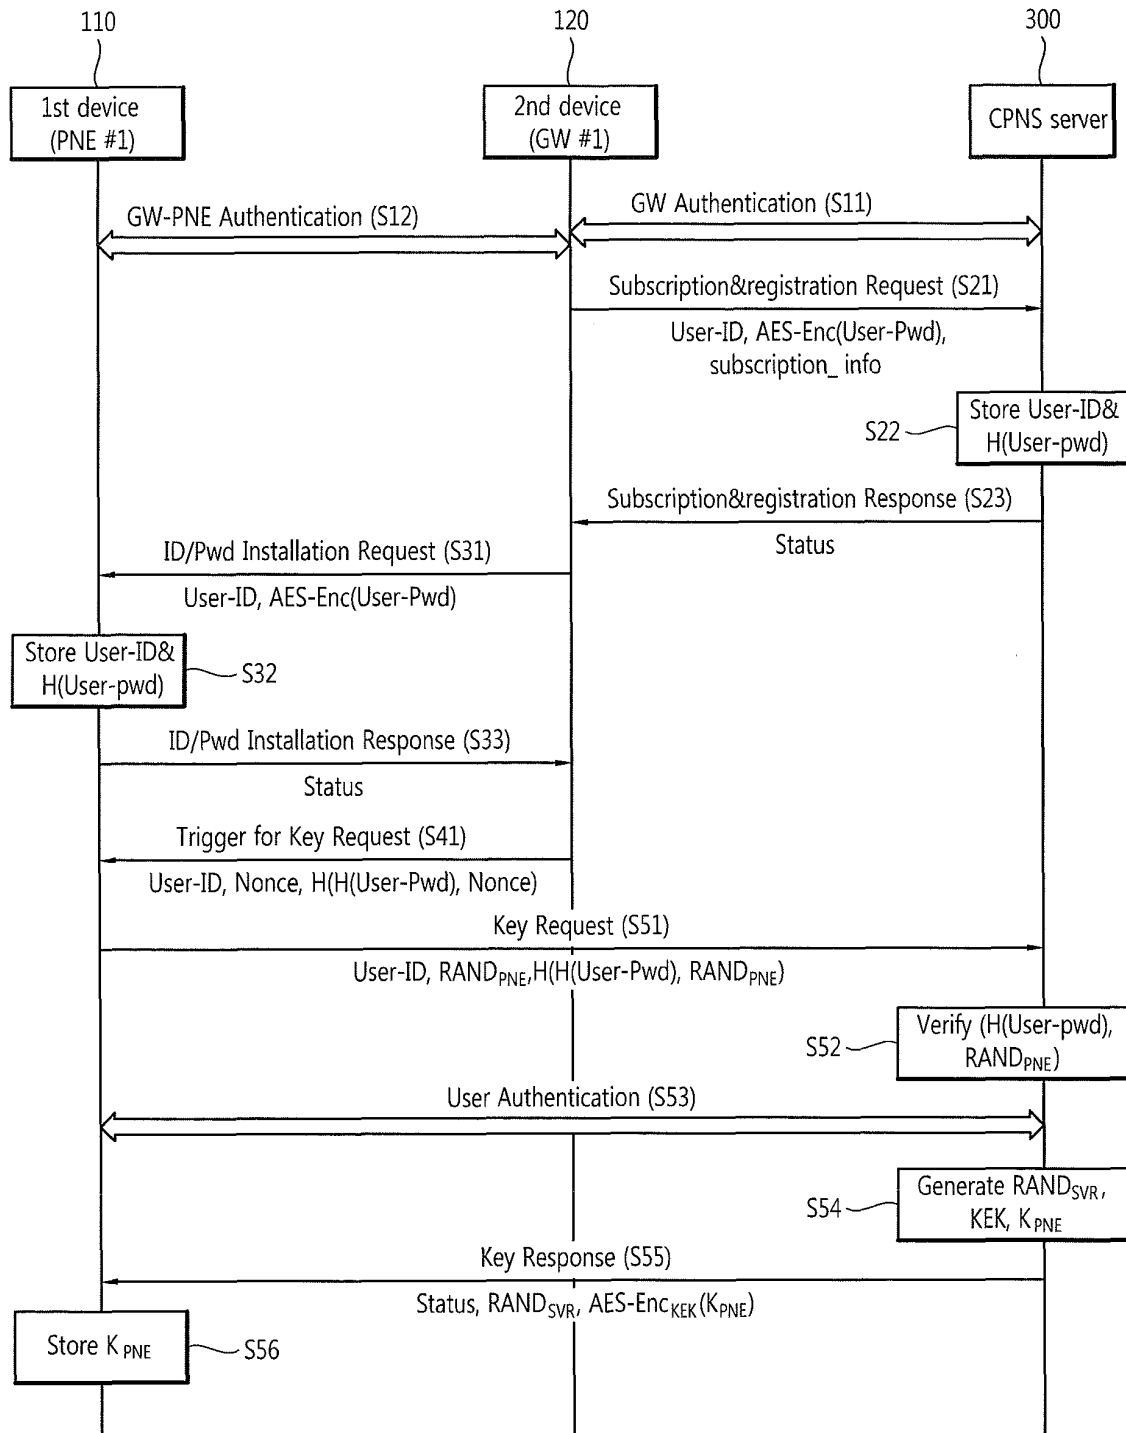 110
120
300
1st device
(PNE #1)
2nd device
(GW #1)
CPNS server
GW-PNE Authentication (S12)
GW Authentication (S11)
Subscription&registration Request (S21)
User-ID, AES-Enc(User-Pwd),
subscription_ info
S22
Store User-ID&
H(User-pwd)
Subscription&registration Response (S23)
Status
ID/Pwd Installation Request (S31)
User-ID, AES-Enc(User-Pwd)
Store User-ID&
H(User-pwd)
S32
ID/Pwd Installation Response (S33)
Status
Trigger for Key Request (S41)
User-ID, Nonce, H(H(User-Pwd), Nonce)
Key Request (S51)
User-ID, RANDPNE,H(H(User-Pwd), RANDPNE)
S52
Verify (H(User-pwd),
RANDPNE)
User Authentication (S53)
S54
Generate RANDSVR,
KEK, KPNE
Key Response (S55)
Status, RANDSVR, AES-EncKEK(KPNE)
Store KPNE
S56